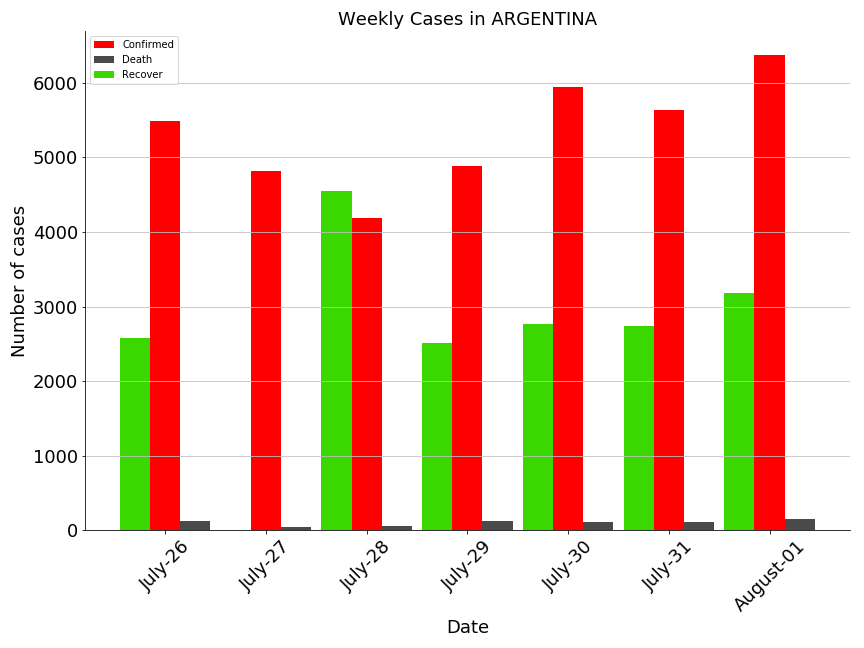 Weekly Cases in ARGENTINA
Confirmed
Death
Recover
6000
5000
4000
3000
2000
1000
0
Number of cases
July-26
July-27
July-28
July-29
July-30
July-31
August-01
Date